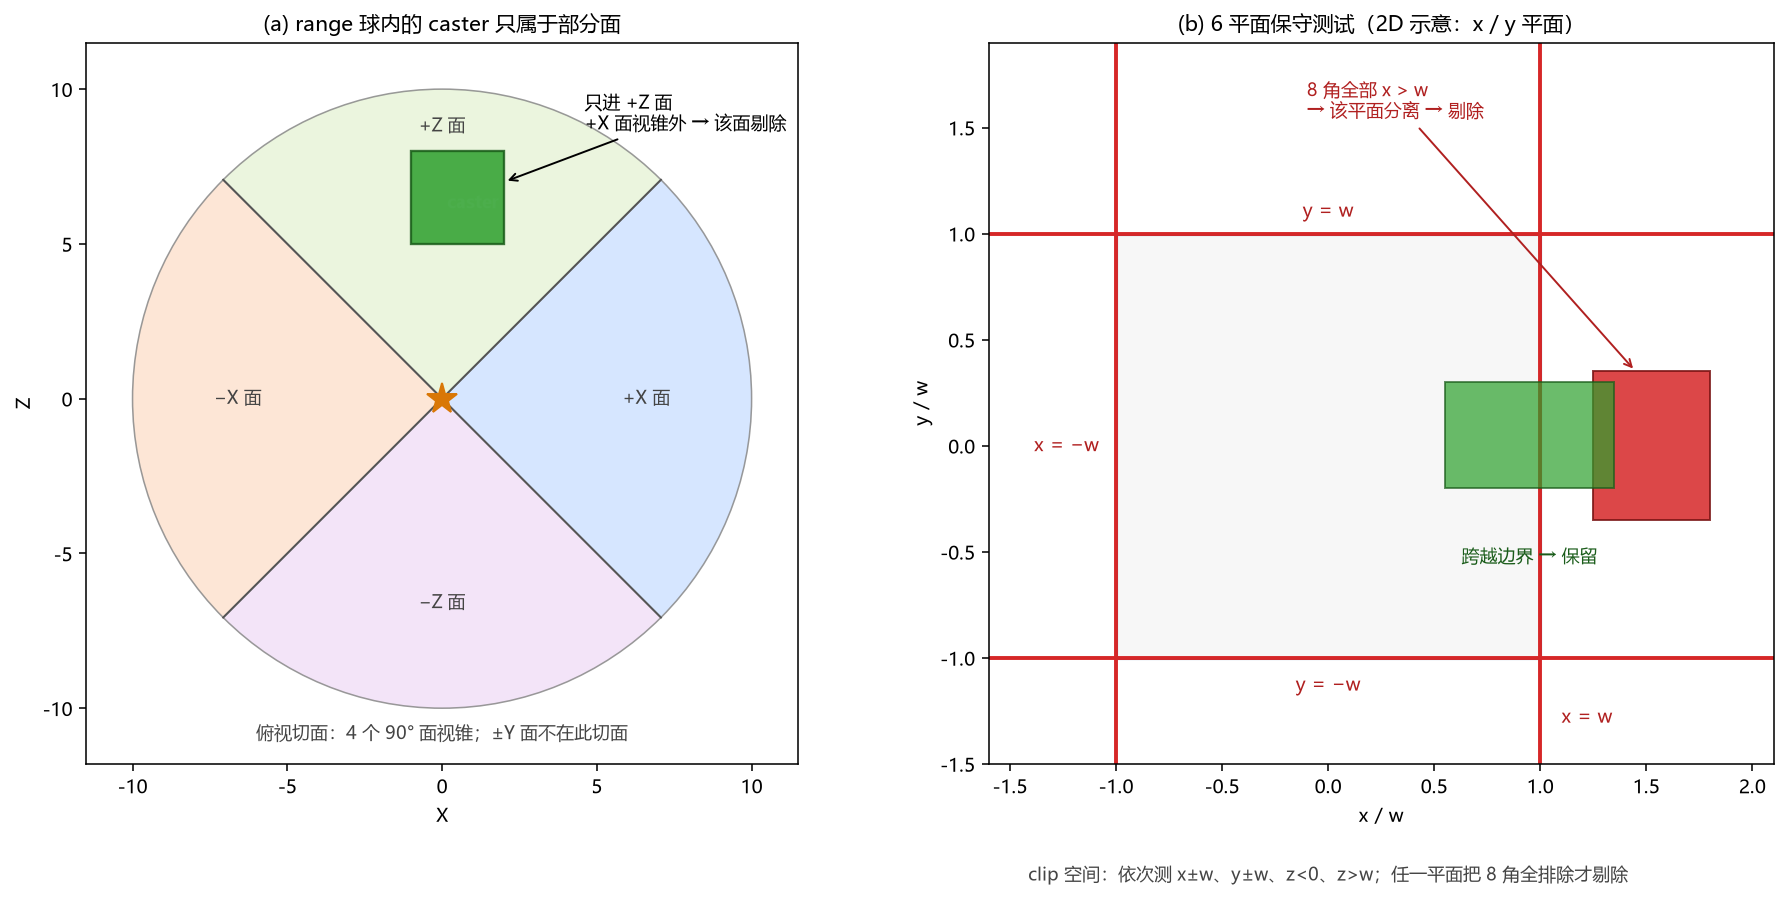 (a) range 球内的 caster 只属于部分面
10
5
0
-5
-10
Z
+Z 面
只进 +Z 面
+X 面视锥外 → 该面剔除
−X 面
+X 面
−Z 面
俯视切面：4 个 90° 面视锥；±Y 面不在此切面
-10
-5
0
5
10
X
(b) 6 平面保守测试（2D 示意：x / y 平面）
1.5
1.0
0.5
0.0
-0.5
-1.0
-1.5
y / w
8 角全部 x > w
→ 该平面分离 → 剔除
y = w
x = −w
跨越边界 → 保留
y = −w
x = w
-1.5
-1.0
-0.5
0.0
0.5
1.0
1.5
2.0
x / w
clip 空间：依次测 x±w、y±w、z<0、z>w；任一平面把 8 角全排除才剔除